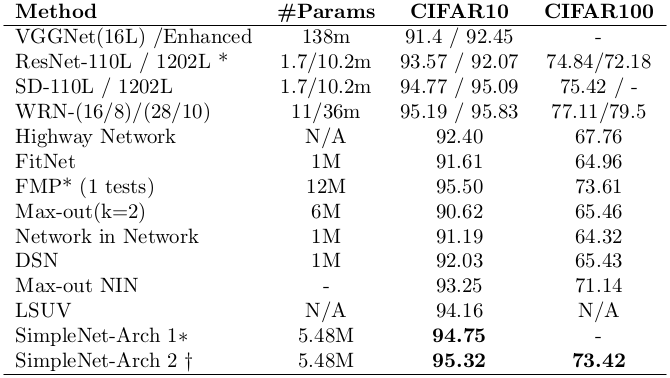 Method #Params CIFAR10 CIFAR100
VGGNet(16L) /Enhanced 138m 91.4 / 92.45 -
ResNet-110L / 1202L * 1.7/10.2m 93.57 / 92.07 74.84/72.18
SD-110L / 1202L 1.7/10.2m 94.77 / 95.09 75.42 / -
WRN-(16/8)/(28/10) 11/36m 95.19 / 95.83 77.11/79.5
Highway Network N/A 92.40 67.76
FitNet 1M 91.61 64.96
FMP* (1 tests) 12M 95.50 73.61
Max-out(k=2) 6M 90.62 65.46
Network in Network 1M 91.19 64.32
DSN 1M 92.03 65.43
Max-out NIN - 93.25 71.14
LSUV N/A 94.16 N/A
SimpleNet-Arch 1∗ 5.48M 94.75 -
SimpleNet-Arch 2 † 5.48M 95.32 73.42